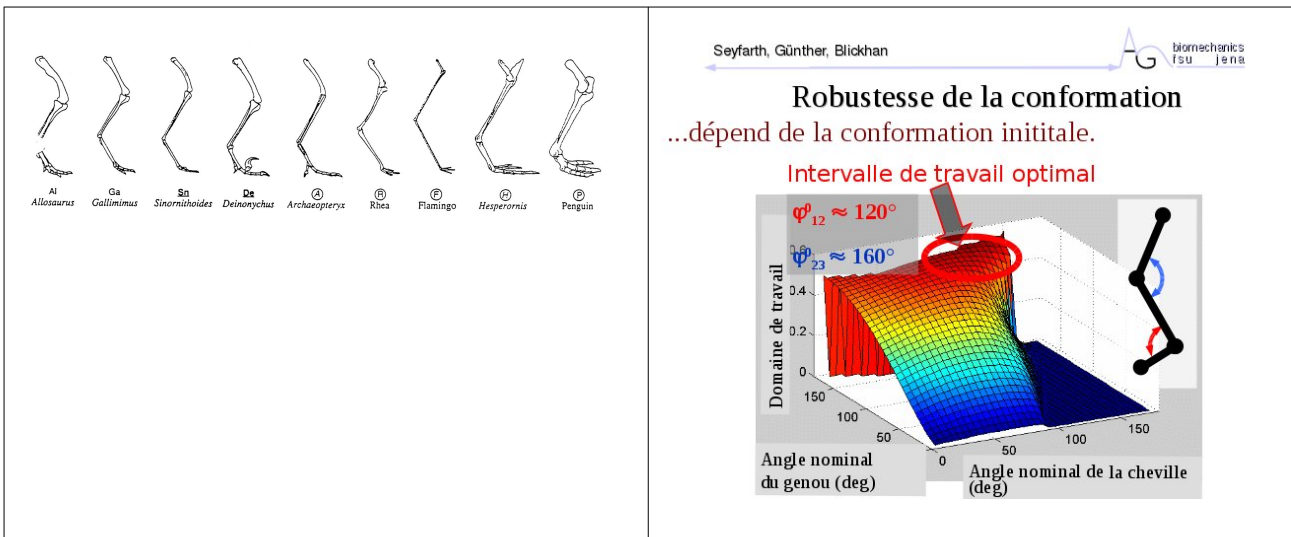 Al Ga Sn De A R F H P
Allosaurus Gallimimus Sinornithoides Deinonychus Archaeopteryx Rhea Flamingo Hesperornis Penguin
Seyfarth, Günther, Blickhan
AG
biomechanics
fsu jena
Robustesse de la conformation
...dépend de la conformation inititale.
Intervalle de travail optimal
φ⁰₁₂ ≈ 120°
φ⁰₂₃ ≈ 160°
Domaine de travail
0.6
0.4
0.2
0
150
100
50
0
50
100
150
Angle nominal
du genou (deg)
Angle nominal de la cheville
(deg)